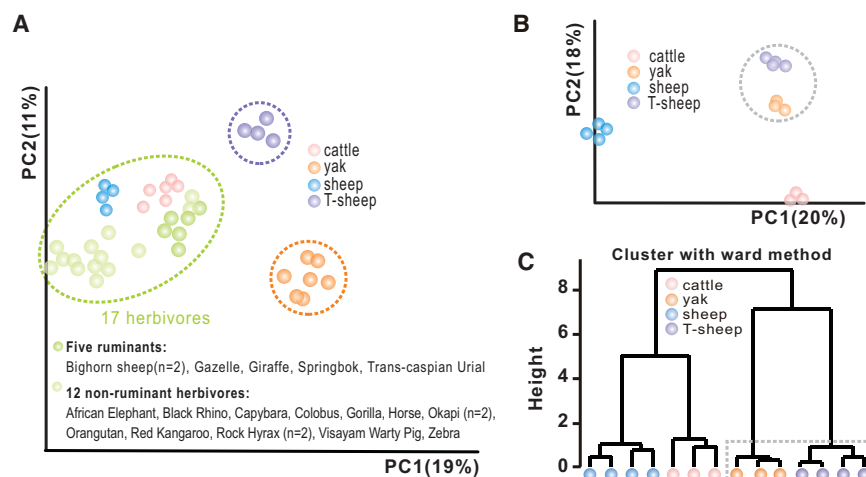 A
PC2(11%)
cattle
yak
sheep
T-sheep
17 herbivores
Five ruminants:
Bighorn sheep(n=2), Gazelle, Giraffe, Springbok, Trans-caspian Urial
12 non-ruminant herbivores:
African Elephant, Black Rhino, Capybara, Colobus, Gorilla, Horse, Okapi (n=2),
Orangutan, Red Kangaroo, Rock Hyrax (n=2), Visayam Warty Pig, Zebra
PC1(19%)
B
PC2(18%)
cattle
yak
sheep
T-sheep
PC1(20%)
C
Cluster with ward method
cattle
yak
sheep
T-sheep
Height
8
6
4
2
0